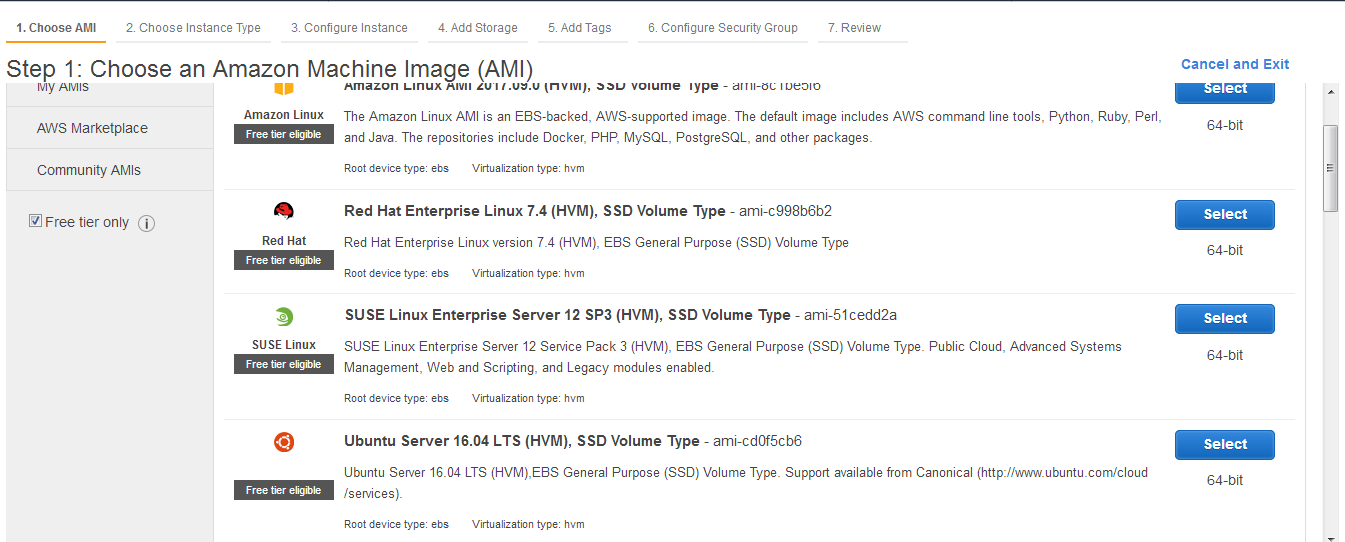 1. Choose AMI 2. Choose Instance Type 3. Configure Instance 4. Add Storage 5. Add Tags 6. Configure Security Group 7. Review
Step 1: Choose an Amazon Machine Image (AMI)
Cancel and Exit
My AMIs
AWS Marketplace
Community AMIs
Free tier only i
Amazon Linux AMI 2017.09.0 (HVM), SSD Volume Type - ami-8c1be5f6
Select
Amazon Linux
Free tier eligible
The Amazon Linux AMI is an EBS-backed, AWS-supported image. The default image includes AWS command line tools, Python, Ruby, Perl,
and Java. The repositories include Docker, PHP, MySQL, PostgreSQL, and other packages.
64-bit
Root device type: ebs Virtualization type: hvm
Red Hat Enterprise Linux 7.4 (HVM), SSD Volume Type - ami-c998b6b2
Select
Red Hat
Free tier eligible
Red Hat Enterprise Linux version 7.4 (HVM), EBS General Purpose (SSD) Volume Type
64-bit
Root device type: ebs Virtualization type: hvm
SUSE Linux Enterprise Server 12 SP3 (HVM), SSD Volume Type - ami-51cedd2a
Select
SUSE Linux
Free tier eligible
SUSE Linux Enterprise Server 12 Service Pack 3 (HVM), EBS General Purpose (SSD) Volume Type. Public Cloud, Advanced Systems
Management, Web and Scripting, and Legacy modules enabled.
64-bit
Root device type: ebs Virtualization type: hvm
Ubuntu Server 16.04 LTS (HVM), SSD Volume Type - ami-cd0f5cb6
Select
Free tier eligible
Ubuntu Server 16.04 LTS (HVM),EBS General Purpose (SSD) Volume Type. Support available from Canonical (http://www.ubuntu.com/cloud
/services).
64-bit
Root device type: ebs Virtualization type: hvm